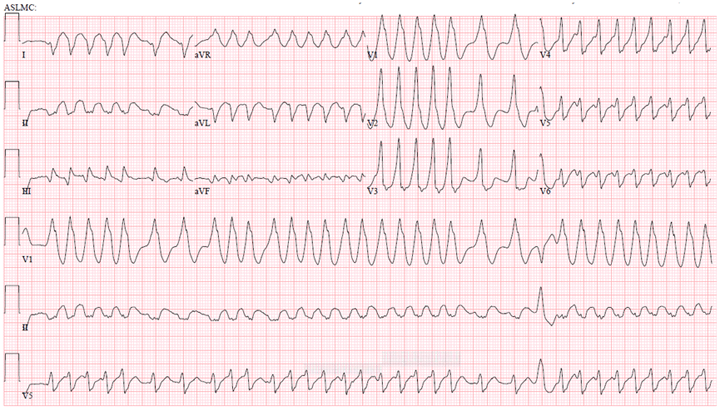 ASLMC:
I aVR V1 V4
II aVL V2 V5
III aVF V3 V6
V1
II
V5